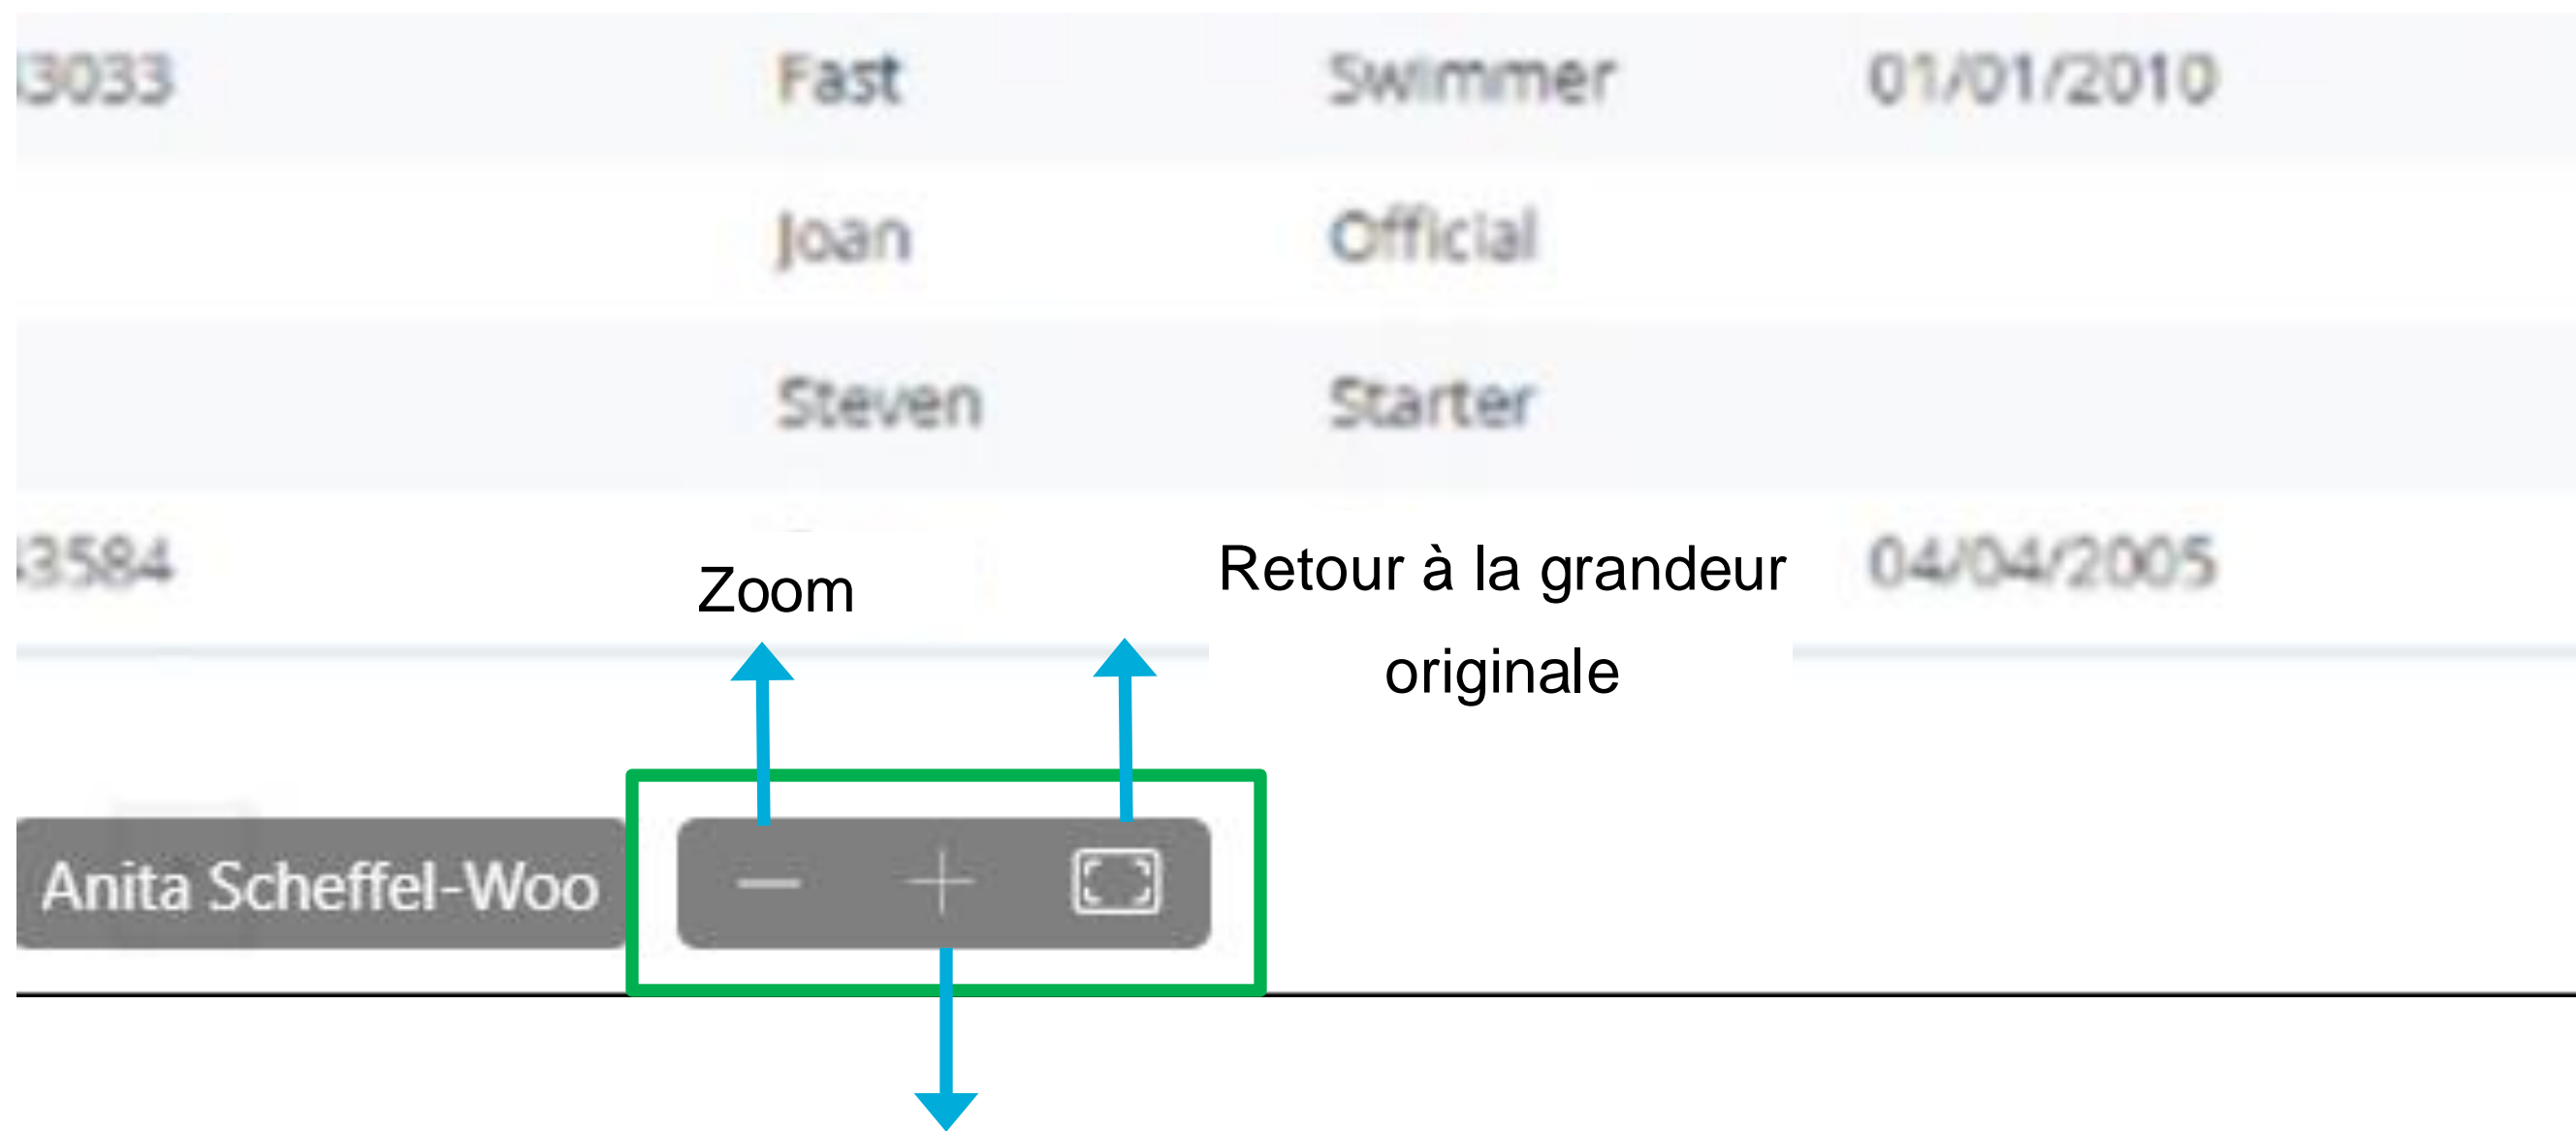 3033 Fast Swimmer 01/01/2010
Joan Official
Steven Starter
3584 04/04/2005
Zoom
Retour à la grandeur
originale
Anita Scheffel-Woo